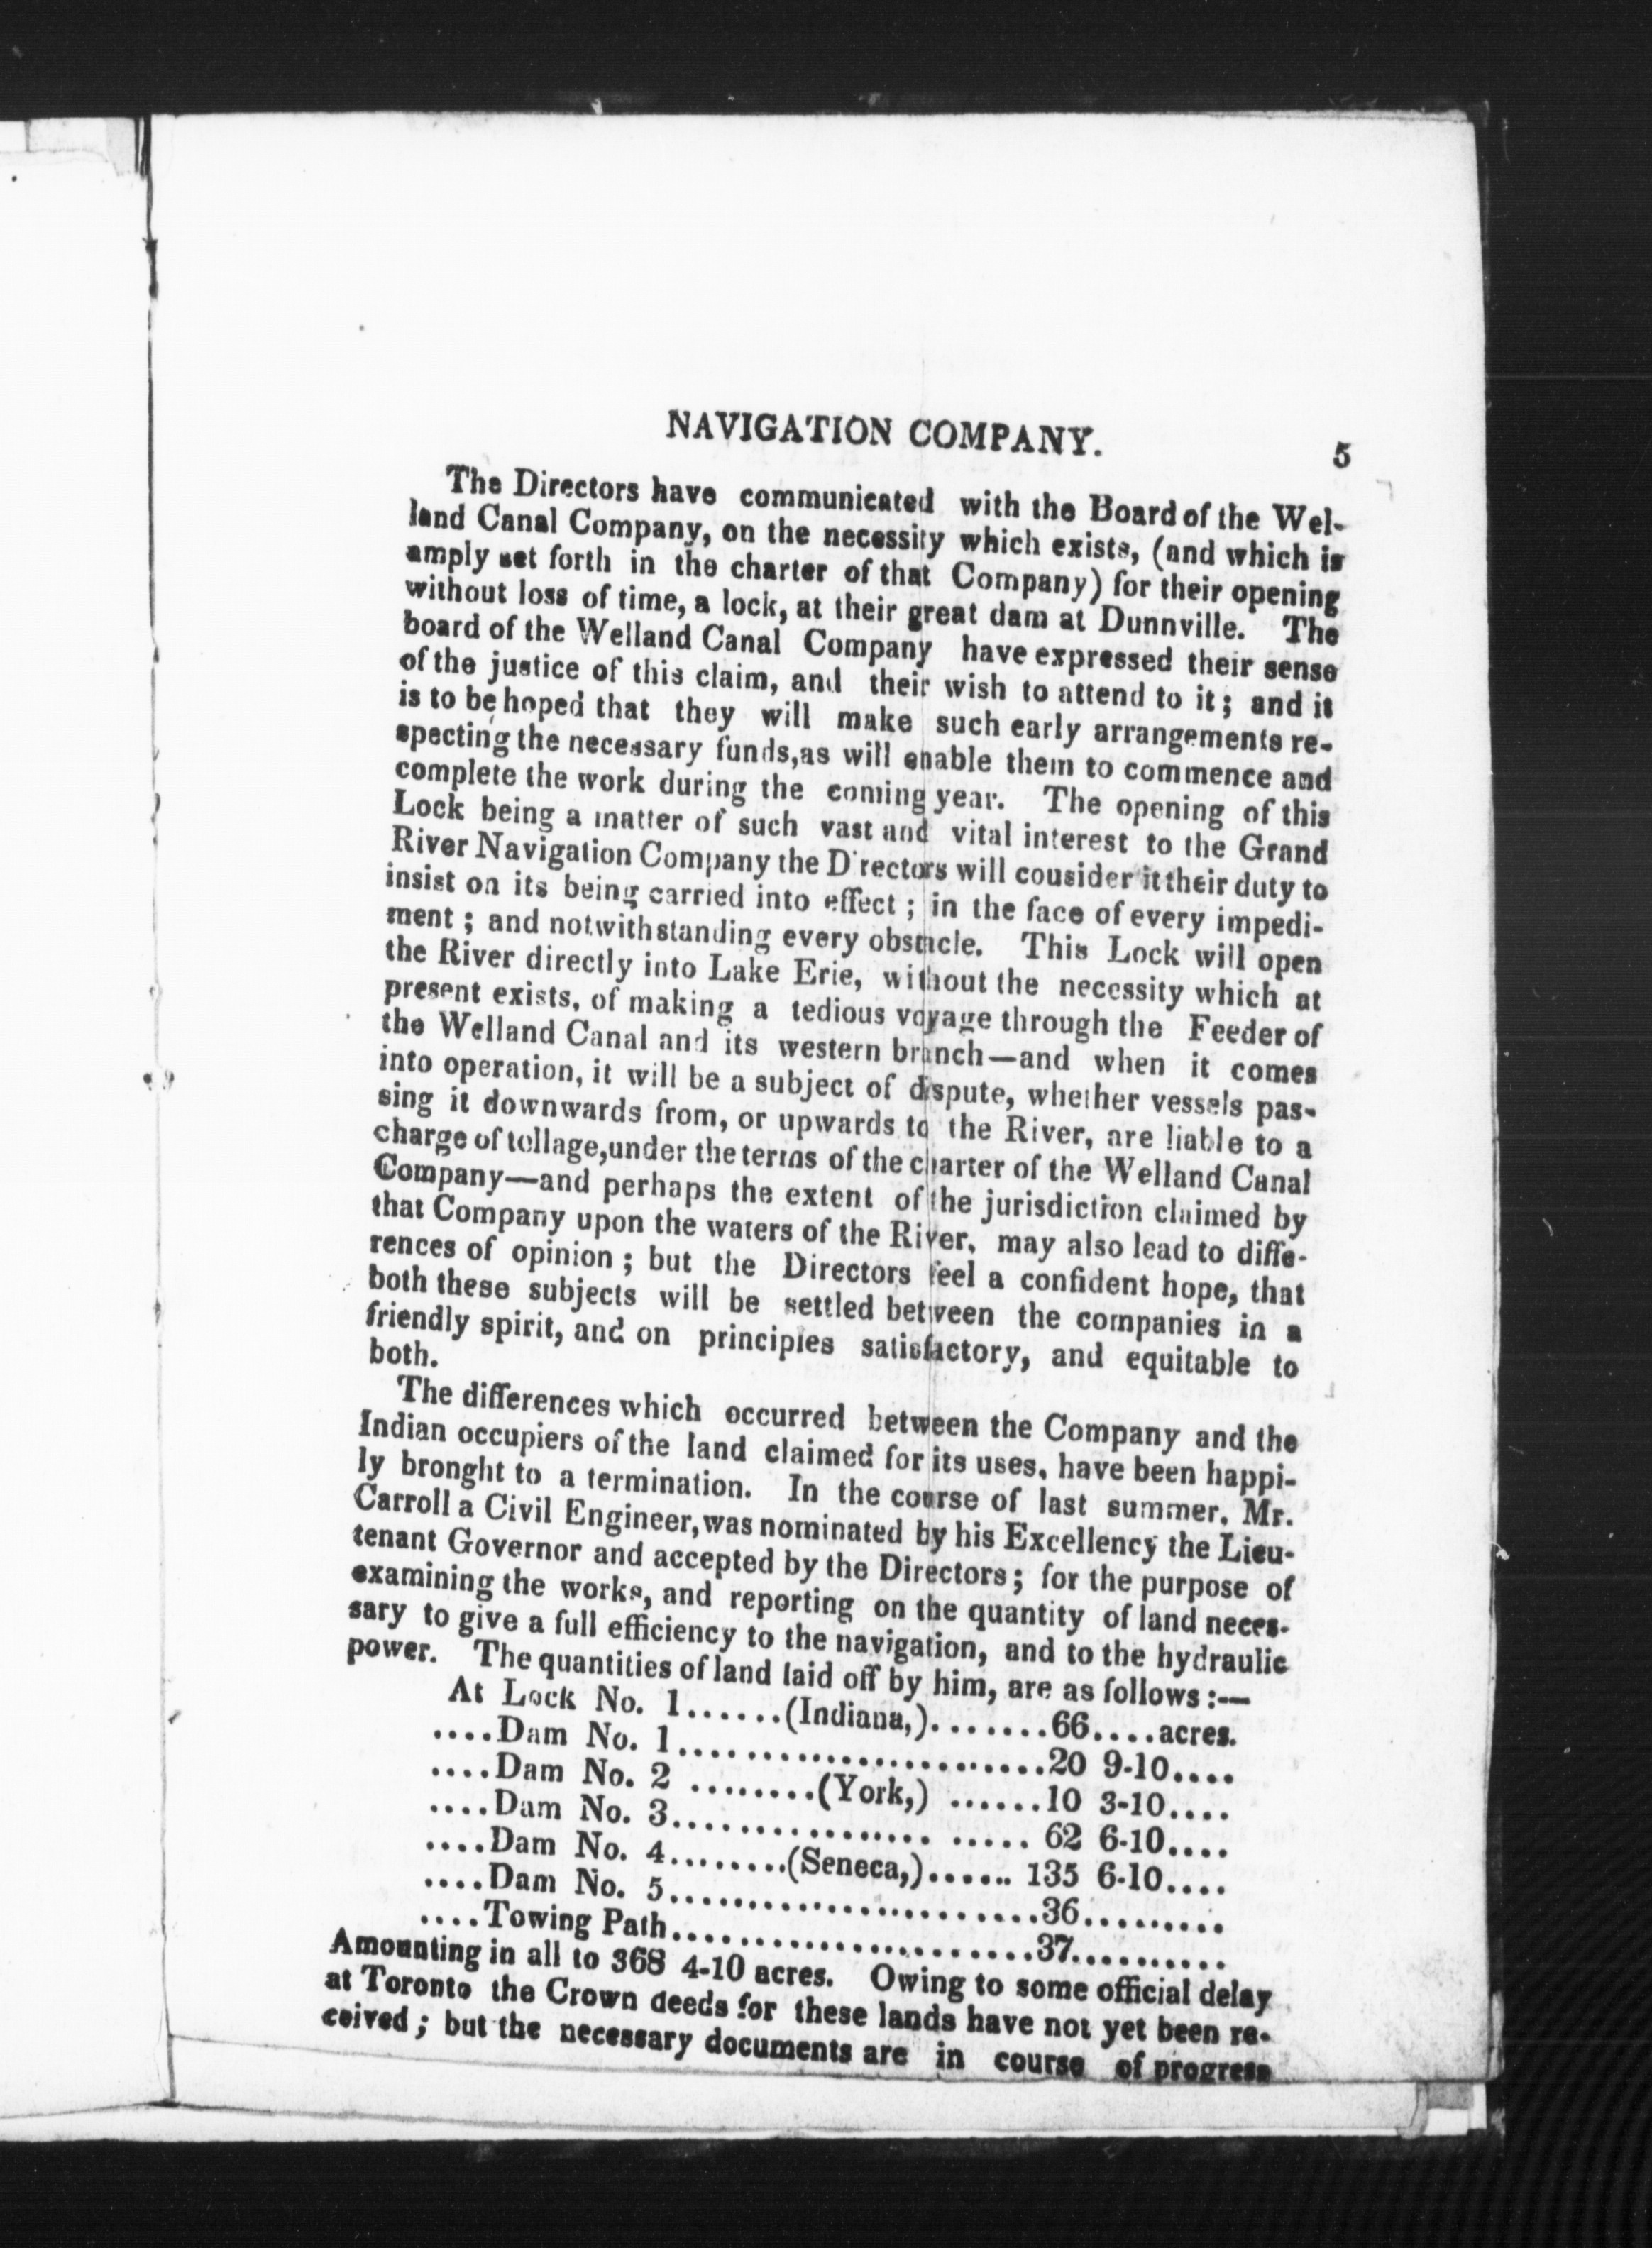 NAVIGATION COMPANY.
5
The Directors have communicated with the Board of the Wel-
land Canal Company, on the necessity which exists, (and which is
amply set forth in the charter of that Company) for their opening
without loss of time, a lock, at their great dam at Dunnville. The
board of the Welland Canal Company have expressed their sense
of the justice of this claim, and their wish to attend to it; and it
is to be hoped that they will make such early arrangements re-
specting the necessary funds,as will enable them to commence and
complete the work during the coming year. The opening of this
Lock being a matter of such vast and vital interest to the Grand
River Navigation Company the Directors will cousider it their duty to
insist on its being carried into effect; in the face of every impedi-
ment; and notwithstanding every obstacle. This Lock will open
the River directly into Lake Erie, without the necessity which at
present exists, of making a tedious voyage through the Feeder of
the Welland Canal and its western branch—and when it comes
into operation, it will be a subject of dispute, whether vessels pas-
sing it downwards from, or upwards to the River, are liable to a
charge of tollage,under the terms of the charter of the Welland Canal
Company—and perhaps the extent of the jurisdiction claimed by
that Company upon the waters of the River, may also lead to diffe-
rences of opinion; but the Directors feel a confident hope, that
both these subjects will be settled between the companies in a
friendly spirit, and on principles satisfactory, and equitable to
both.
The differences which occurred between the Company and the
Indian occupiers of the land claimed for its uses, have been happi-
ly bronght to a termination. In the course of last summer, Mr.
Carroll a Civil Engineer,was nominated by his Excellency the Lieu-
tenant Governor and accepted by the Directors; for the purpose of
examining the works, and reporting on the quantity of land neces-
sary to give a full efficiency to the navigation, and to the hydraulic
power. The quantities of land laid off by him, are as follows:—
At Lock No. 1......(Indiana,)........66....acres.
....Dam No. 1..........................20 9-10....
....Dam No. 2 .........(York,) ......10 3-10....
....Dam No. 3................ ..... 62 6-10....
....Dam No. 4........(Seneca,)...... 135 6-10....
....Dam No. 5.........................36.........
....Towing Path........................37..........
Amounting in all to 368 4-10 acres. Owing to some official delay
at Toronto the Crown deeds for these lands have not yet been re-
ceived; but the necessary documents are in course of progress